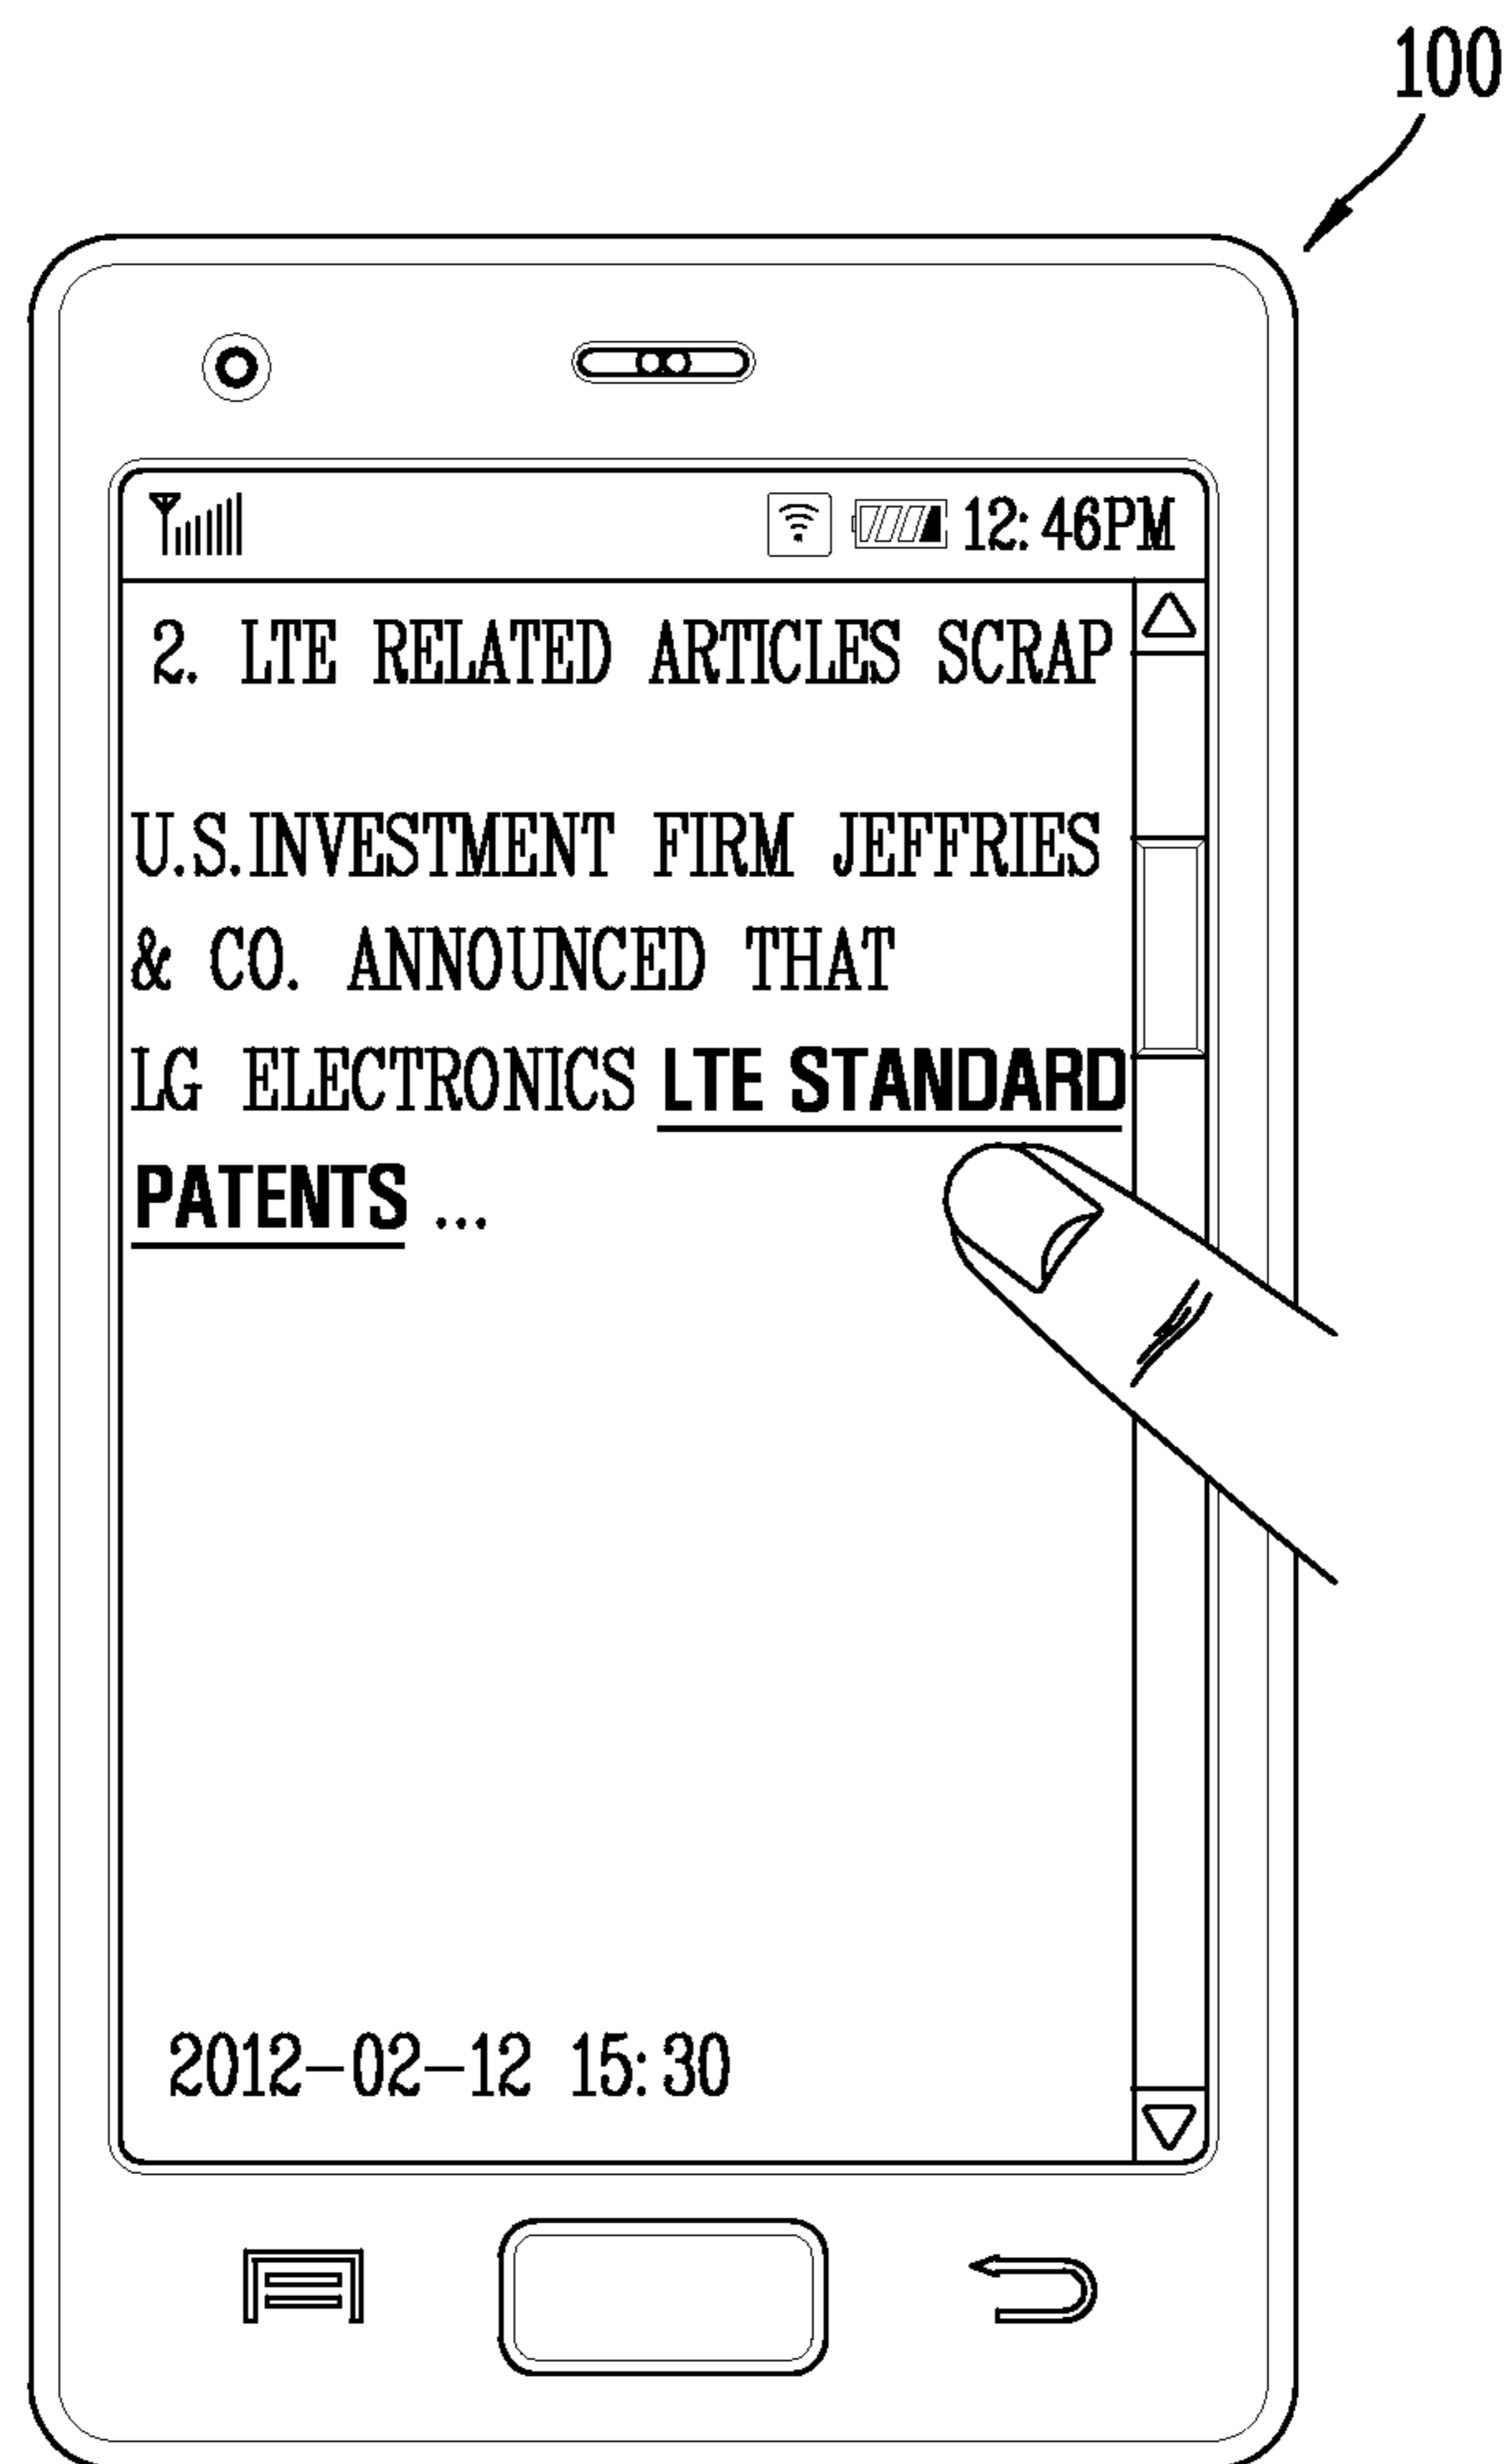 100
12:46PM
2. LTE RELATED ARTICLES SCRAP
U.S.INVESTMENT FIRM JEFFRIES
& CO. ANNOUNCED THAT
LG ELECTRONICS LTE STANDARD
PATENTS ...
2012-02-12 15:30